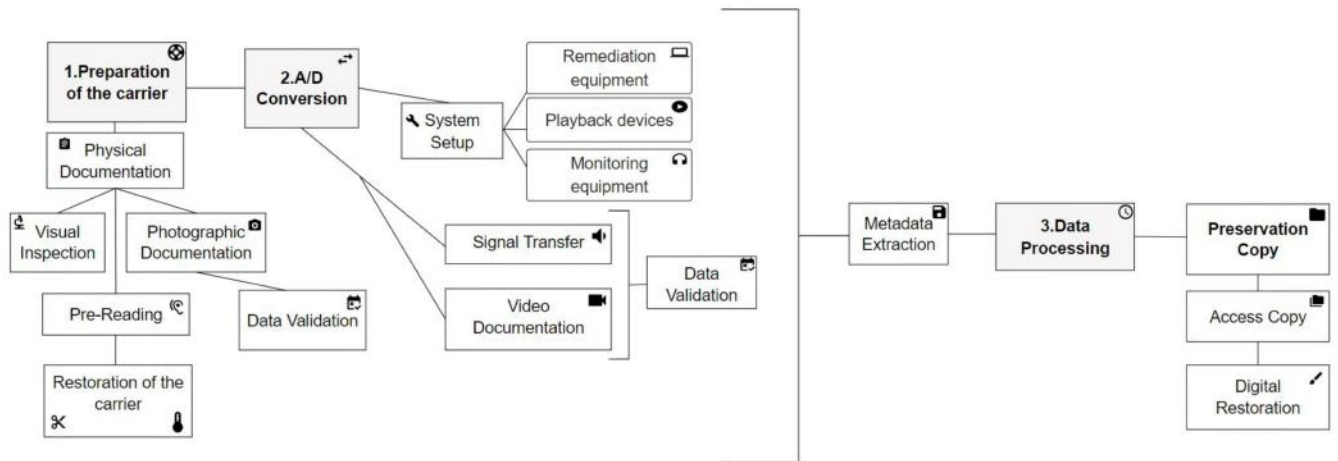 1.Preparation
of the carrier
Physical
Documentation
Visual
Inspection
Photographic
Documentation
Pre-Reading
Data Validation
Restoration of the
carrier
2.A/D
Conversion
System
Setup
Remediation
equipment
Playback devices
Monitoring
equipment
Signal Transfer
Video
Documentation
Data
Validation
Metadata
Extraction
3.Data
Processing
Preservation
Copy
Access Copy
Digital
Restoration